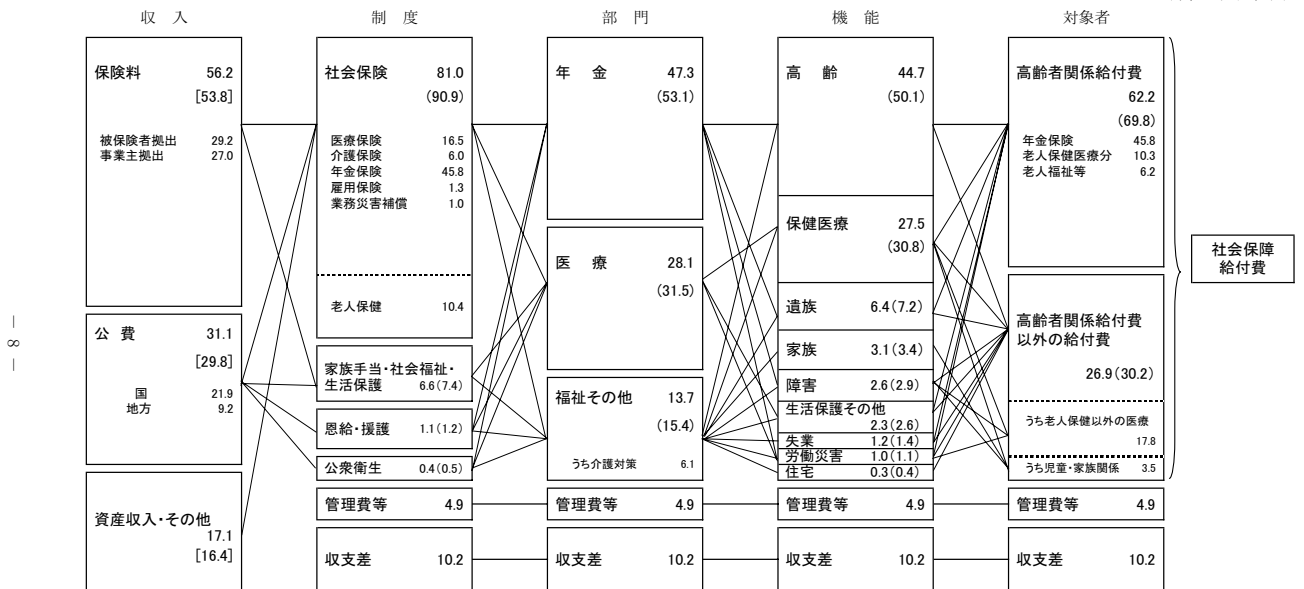 収 入
制 度
部 門
機 能
対象者
保険料 56.2
[53.8]
被保険者拠出 29.2
事業主拠出 27.0
公 費 31.1
[29.8]
国 21.9
地方 9.2
資産収入・その他
17.1
[16.4]
社会保険 81.0
(90.9)
医療保険 16.5
介護保険 6.0
年金保険 45.8
雇用保険 1.3
業務災害補償 1.0
老人保健 10.4
家族手当・社会福祉・
生活保護 6.6(7.4)
恩給・援護 1.1(1.2)
公衆衛生 0.4(0.5)
管理費等 4.9
収支差 10.2
年 金 47.3
(53.1)
医 療 28.1
(31.5)
福祉その他 13.7
(15.4)
うち介護対策 6.1
管理費等 4.9
収支差 10.2
高 齢 44.7
(50.1)
保健医療 27.5
(30.8)
遺族 6.4(7.2)
家族 3.1(3.4)
障害 2.6(2.9)
生活保護その他
2.3(2.6)
失業 1.2(1.4)
労働災害 1.0(1.1)
住宅 0.3(0.4)
管理費等 4.9
収支差 10.2
高齢者関係給付費
62.2
(69.8)
年金保険 45.8
老人保健医療分 10.3
老人福祉等 6.2
高齢者関係給付費
以外の給付費
26.9(30.2)
うち老人保健以外の医療
17.8
うち児童・家族関係 3.5
管理費等 4.9
収支差 10.2
社会保障
給付費
― 8 ―